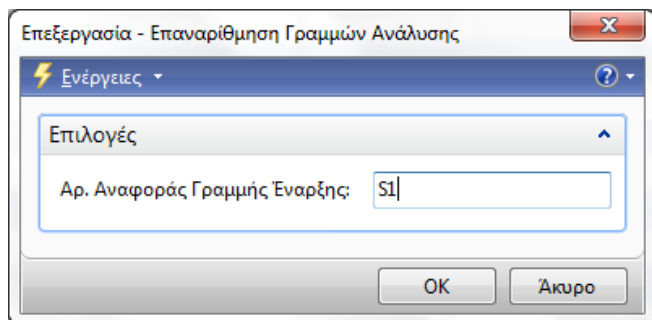 Επεξεργασία - Επαναρίθμηση Γραμμών Ανάλυσης
Ενέργειες
Επιλογές
Αρ. Αναφοράς Γραμμής Έναρξης: S1
OK Άκυρο